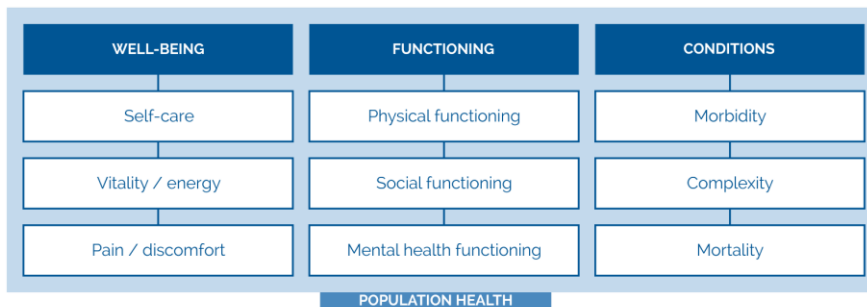 WELL-BEING
Self-care
Vitality / energy
Pain / discomfort
FUNCTIONING
Physical functioning
Social functioning
Mental health functioning
CONDITIONS
Morbidity
Complexity
Mortality
POPULATION HEALTH